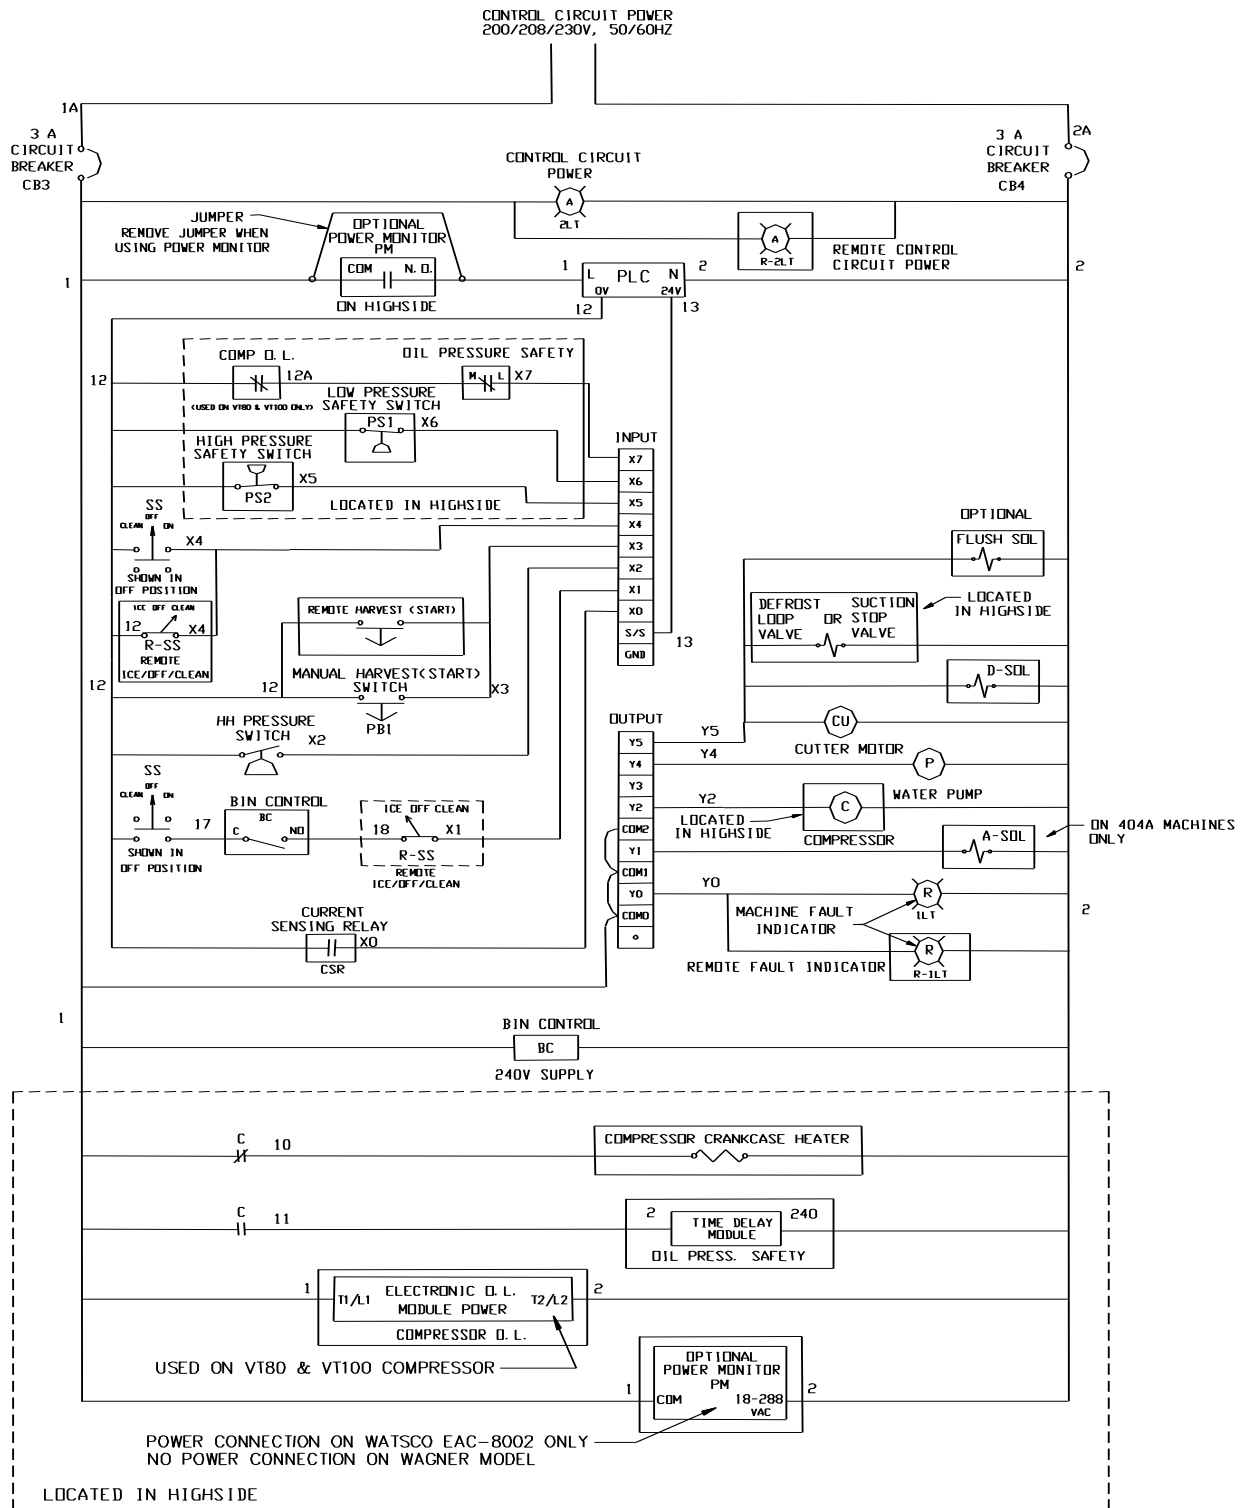 CONTROL CIRCUIT POWER
200/208/230V, 50/60HZ
1A
2A
3 A
CIRCUIT
BREAKER
CB3
3 A
CIRCUIT
BREAKER
CB4
CONTROL CIRCUIT
POWER
A
2LT
JUMPER
REMOVE JUMPER WHEN
USING POWER MONITOR
OPTIONAL
POWER MONITOR
PM
COM
N.O.
ON HIGHSIDE
A
R-2LT
REMOTE CONTROL
CIRCUIT POWER
1
1
L PLC N
0V 24V
2
2
12
13
COMP O.L.
12A
(USED ON VT80 & VT100 ONLY)
OIL PRESSURE SAFETY
M L
X7
12
LOW PRESSURE
SAFETY SWITCH
PS1
X6
HIGH PRESSURE
SAFETY SWITCH
PS2
X5
LOCATED IN HIGHSIDE
INPUT
X7
X6
X5
X4
X3
X2
X1
X0
S/S
GND
13
SS
OFF
CLEAN ON
X4
SHOWN IN
OFF POSITION
ICE OFF CLEAN
12
X4
R-SS
REMOTE
ICE/OFF/CLEAN
REMOTE HARVEST (START)
MANUAL HARVEST(START)
SWITCH
12
12
X3
PB1
HH PRESSURE
SWITCH
X2
SS
OFF
CLEAN ON
SHOWN IN
OFF POSITION
17
BIN CONTROL
BC
C
NO
ICE OFF CLEAN
18
X1
R-SS
REMOTE
ICE/OFF/CLEAN
CURRENT
SENSING RELAY
X0
CSR
OUTPUT
Y5
Y4
Y3
Y2
COM2
Y1
COM1
Y0
COM0
OPTIONAL
FLUSH SOL
DEFROST SUCTION
LOOP OR STOP
VALVE VALVE
LOCATED
IN HIGHSIDE
D-SOL
Y5
CU
CUTTER MOTOR
Y4
P
WATER PUMP
Y2
C
LOCATED
IN HIGHSIDE
COMPRESSOR
A-SOL
ON 404A MACHINES
ONLY
Y0
R
1LT
MACHINE FAULT
INDICATOR
2
R
R-1LT
REMOTE FAULT INDICATOR
1
BIN CONTROL
BC
240V SUPPLY
C
10
COMPRESSOR CRANKCASE HEATER
C
11
2
TIME DELAY
MODULE
240
OIL PRESS. SAFETY
1
T1/L1
ELECTRONIC O.L.
MODULE POWER
T2/L2
2
COMPRESSOR O.L.
USED ON VT80 & VT100 COMPRESSOR
OPTIONAL
POWER MONITOR
PM
1
COM
18-288
VAC
2
POWER CONNECTION ON WATSCO EAC-8002 ONLY
NO POWER CONNECTION ON WAGNER MODEL
LOCATED IN HIGHSIDE